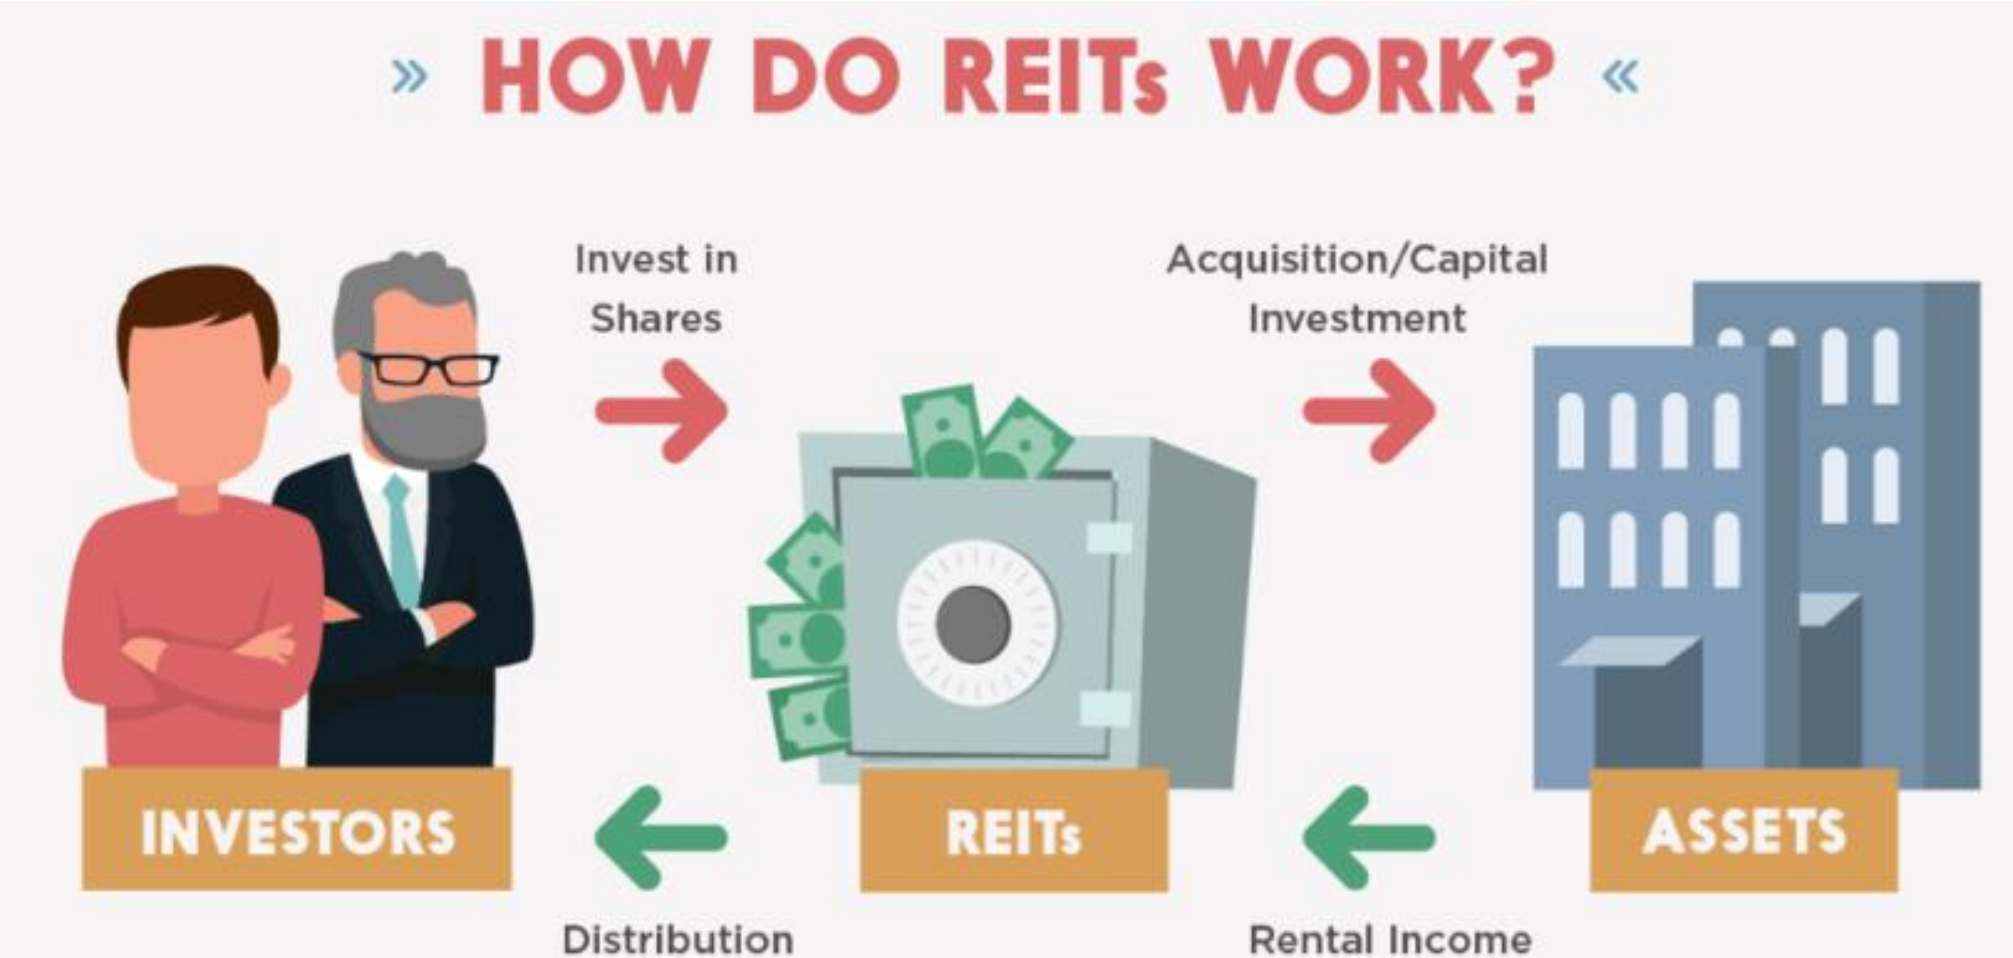 » HOW DO REITs WORK? «
Invest in
Shares
Acquisition/Capital
Investment
INVESTORS
REITs
ASSETS
Distribution
Rental Income